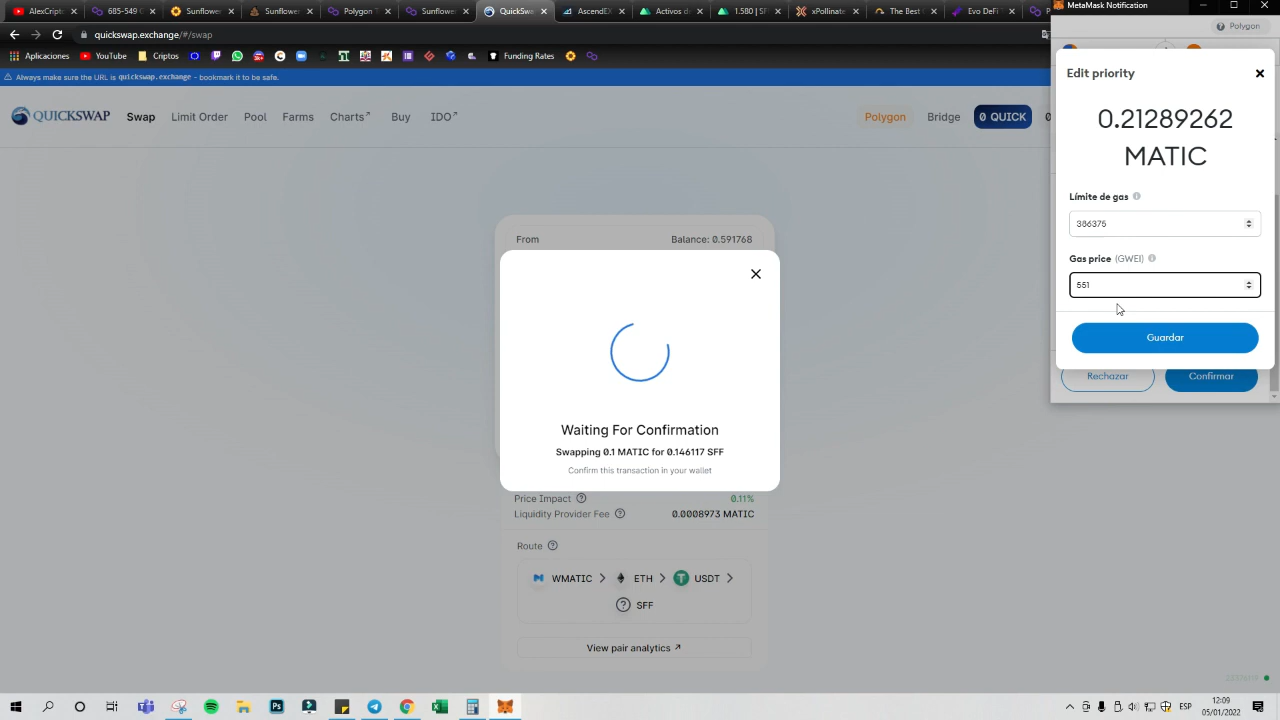 AlexCriptos
685-549
Sunflower
Polygon
Sunflower
QuickSwap
AscendEX
Activos de
1.580 | SF
xPollinate
The Polygon
Evo DeFi
MetaMask Notification
quickswap.exchange/#/swap
Polygon
Aplicaciones
YouTube
Criptos
Funding Rates
Always make sure the URL is quickswap.exchange - bookmark it to be safe.
Edit priority
QUICKSWAP
Swap
Limit Order
Pool
Farms
Charts↗
Buy
IDO↗
Polygon
Bridge
0 QUICK
0.21289262
MATIC
Límite de gas
386375
Gas price (GWEI)
551
Guardar
Rechazar
Confirmar
From
Balance: 0.591768
Waiting For Confirmation
Swapping 0.1 MATIC for 0.146117 SFF
Confirm this transaction in your wallet
Price Impact
0.11%
Liquidity Provider Fee
0.0008973 MATIC
Route
WMATIC
ETH
USDT
SFF
View pair analytics ↗
ESP
12:09
05/01/2022